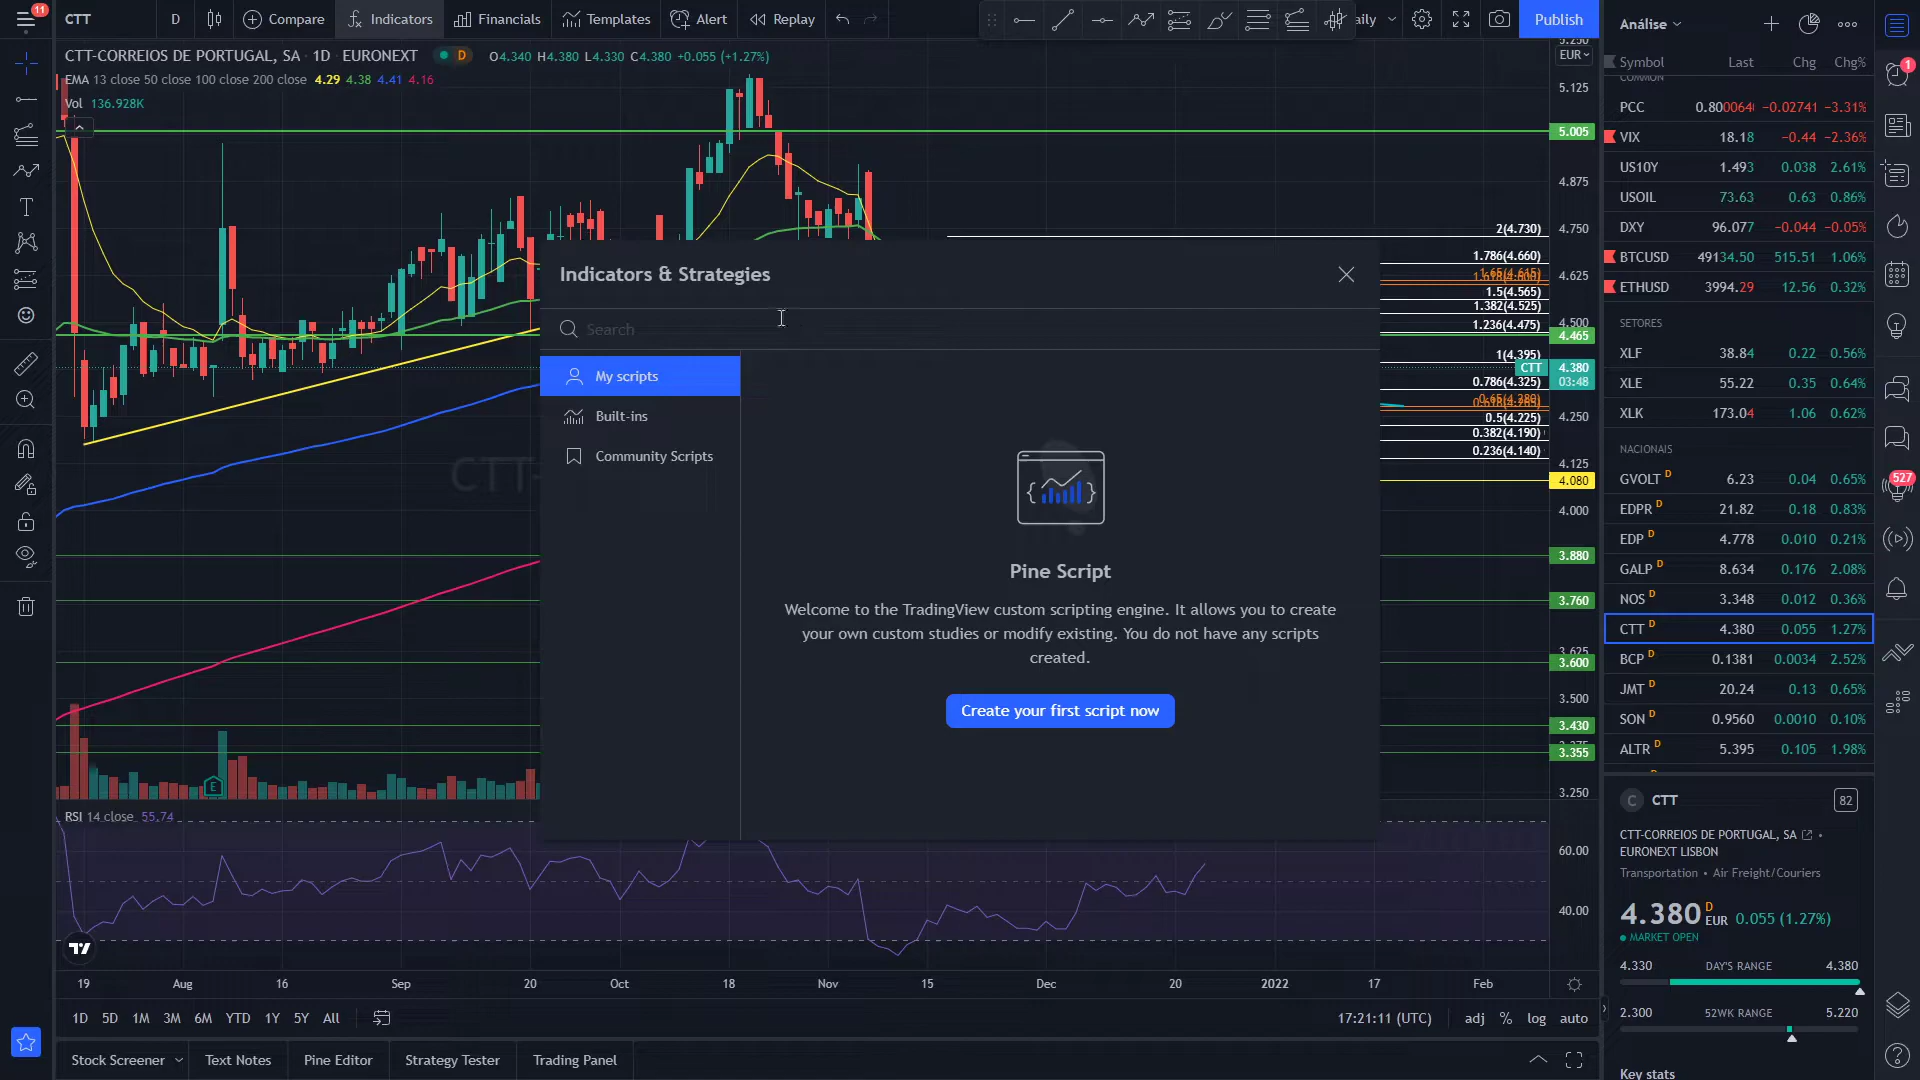 11
CTT
D
Compare
Indicators
Financials
Templates
Alert
Replay
aily
Publish
Análise
CTT-CORREIOS DE PORTUGAL, SA · 1D · EURONEXT
D
O4.340 H4.380 L4.330 C4.380 +0.055 (+1.27%)
EMA 13 close 50 close 100 close 200 close 4.29 4.38 4.41 4.16
Vol 136.928K
EUR
5.125
5.005
4.875
4.750
4.625
4.500
4.465
CTT 4.380
03:48
4.250
4.125
4.080
4.000
3.880
3.760
3.600
3.500
3.430
3.355
3.250
2(4.730)
1.786(4.660)
1.5(4.565)
1.382(4.525)
1.236(4.475)
1(4.395)
0.786(4.325)
0.5(4.225)
0.382(4.190)
0.236(4.140)
CTT-
Indicators & Strategies
Search
My scripts
Built-ins
Community Scripts
Pine Script
Welcome to the TradingView custom scripting engine. It allows you to create
your own custom studies or modify existing. You do not have any scripts
created.
Create your first script now
E
RSI 14 close 55.74
60.00
40.00
19 Aug 16 Sep 20 Oct 18 Nov 15 Dec 20 2022 17 Feb
1D 5D 1M 3M 6M YTD 1Y 5Y All
17:21:11 (UTC) adj % log auto
Stock Screener
Text Notes
Pine Editor
Strategy Tester
Trading Panel
Symbol Last Chg Chg%
PCC 0.800064 −0.02741 −3.31%
VIX 18.18 −0.44 −2.36%
US10Y 1.493 0.038 2.61%
USOIL 73.63 0.63 0.86%
DXY 96.077 −0.044 −0.05%
BTCUSD 49134.50 515.51 1.06%
ETHUSD 3994.29 12.56 0.32%
SETORES
XLF 38.84 0.22 0.56%
XLE 55.22 0.35 0.64%
XLK 173.04 1.06 0.62%
NACIONAIS
GVOLT D 6.23 0.04 0.65%
EDPR D 21.82 0.18 0.83%
EDP D 4.778 0.010 0.21%
GALP D 8.634 0.176 2.08%
NOS D 3.348 0.012 0.36%
CTT D 4.380 0.055 1.27%
BCP D 0.1381 0.0034 2.52%
JMT D 20.24 0.13 0.65%
SON D 0.9560 0.0010 0.10%
ALTR D 5.395 0.105 1.98%
C CTT 82
CTT-CORREIOS DE PORTUGAL, SA •
EURONEXT LISBON
Transportation • Air Freight/Couriers
4.380 D EUR 0.055 (1.27%)
MARKET OPEN
4.330 DAY'S RANGE 4.380
2.300 52WK RANGE 5.220
Key stats
1
527